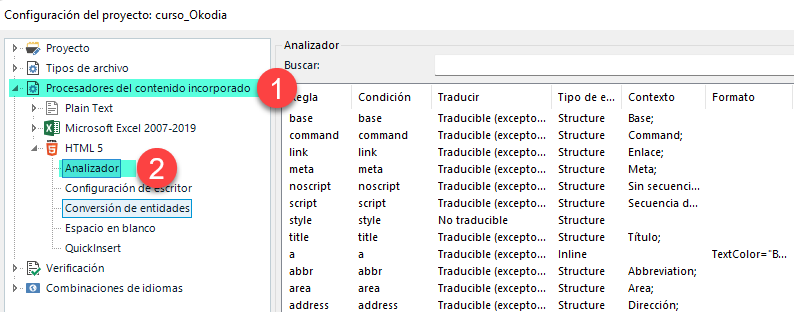 Configuración del proyecto: curso_Okodia
Proyecto
Tipos de archivo
Procesadores del contenido incorporado
1
Plain Text
Microsoft Excel 2007-2019
HTML 5
Analizador
2
Configuración de escritor
Conversión de entidades
Espacio en blanco
QuickInsert
Verificación
Combinaciones de idiomas
Analizador
Buscar:
Condición Traducir Tipo de e... Contexto Formato
base base Traducible (excepto... Structure Base;
command command Traducible (excepto... Structure Command;
link link Traducible (excepto... Structure Enlace;
meta meta Traducible (excepto... Structure Meta;
noscript noscript Traducible (excepto... Structure Sin secuenci...
script script Traducible (excepto... Structure Secuencia d...
style style No traducible Structure
title title Traducible (excepto... Structure Título;
a a Traducible (excepto... Inline TextColor="B...
abbr abbr Traducible (excepto... Structure Abbreviation;
area area Traducible (excepto... Structure Area;
address address Traducible (excepto... Structure Dirección;